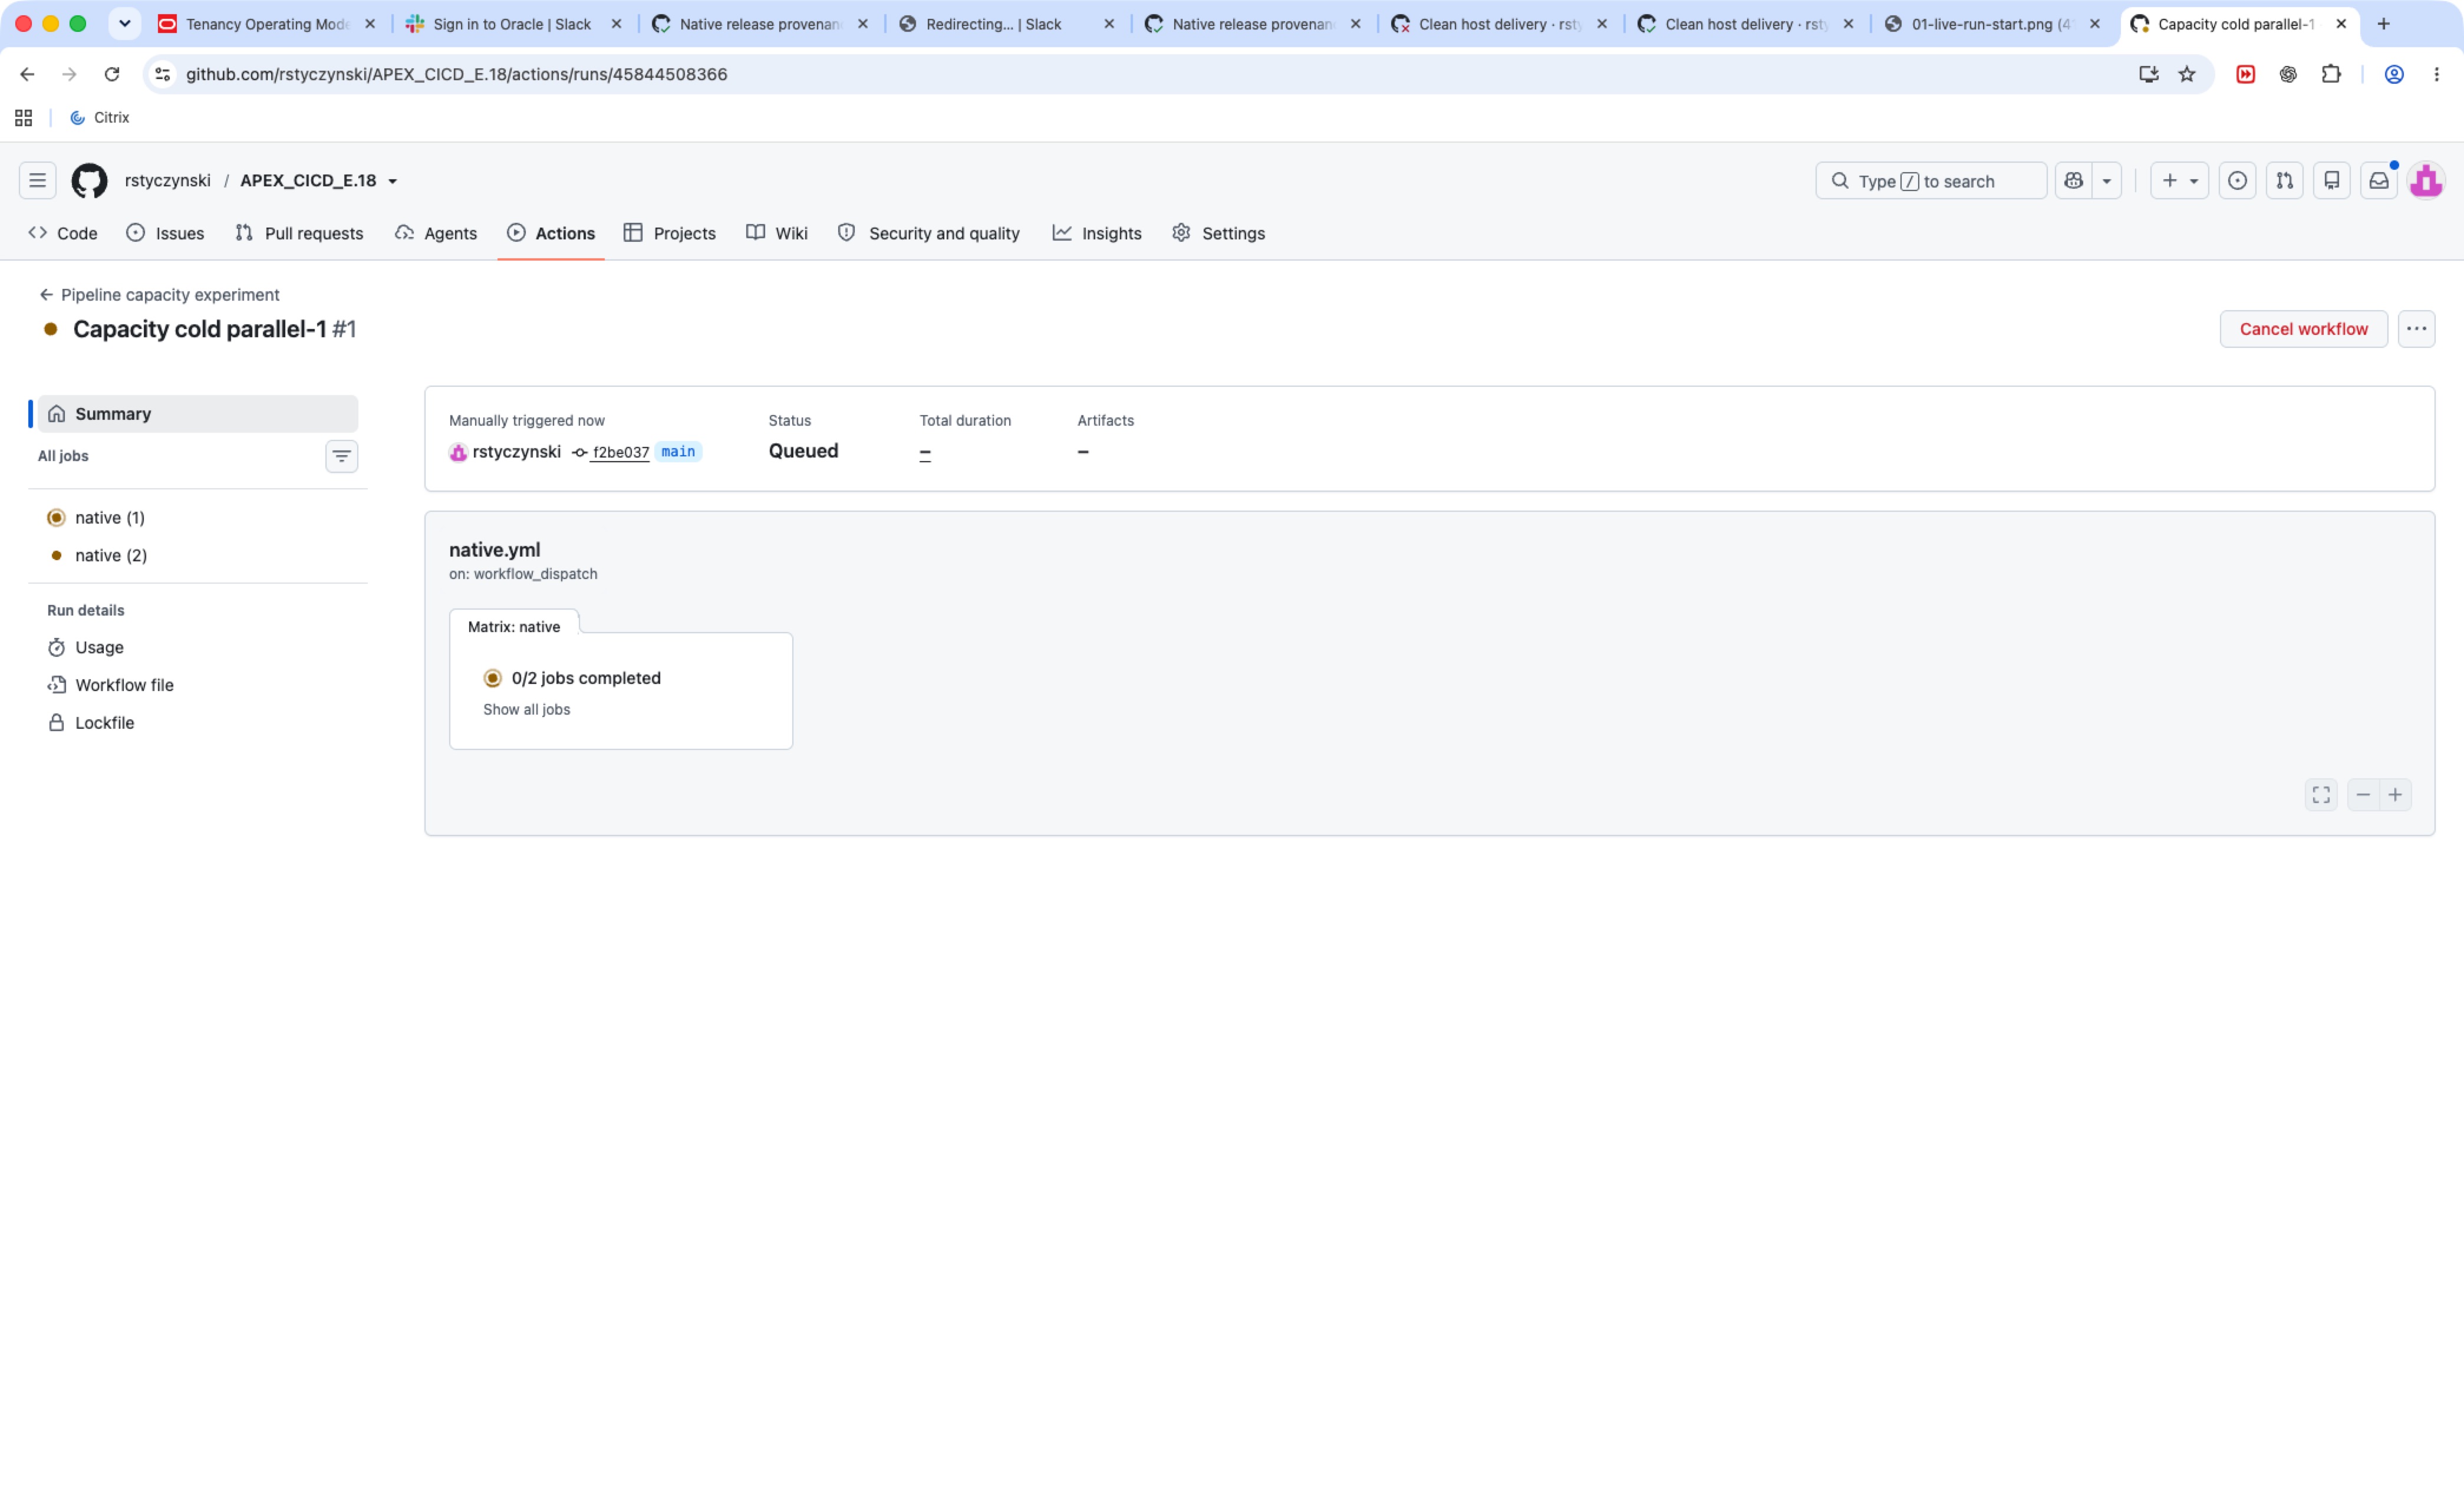 Tenancy Operating Mode
Sign in to Oracle | Slack
Native release provenan
Redirecting... | Slack
Native release provenan
Clean host delivery · rsty
Clean host delivery · rsty
01-live-run-start.png (4
Capacity cold parallel-1
github.com/rstyczynski/APEX_CICD_E.18/actions/runs/45844508366
Citrix
rstyczynski / APEX_CICD_E.18
Type / to search
Code
Issues
Pull requests
Agents
Actions
Projects
Wiki
Security and quality
Insights
Settings
← Pipeline capacity experiment
Capacity cold parallel-1 #1
Cancel workflow
Summary
All jobs
native (1)
native (2)
Run details
Usage
Workflow file
Lockfile
Manually triggered now
rstyczynski f2be037 main
Status
Queued
Total duration
–
Artifacts
–
native.yml
on: workflow_dispatch
Matrix: native
0/2 jobs completed
Show all jobs